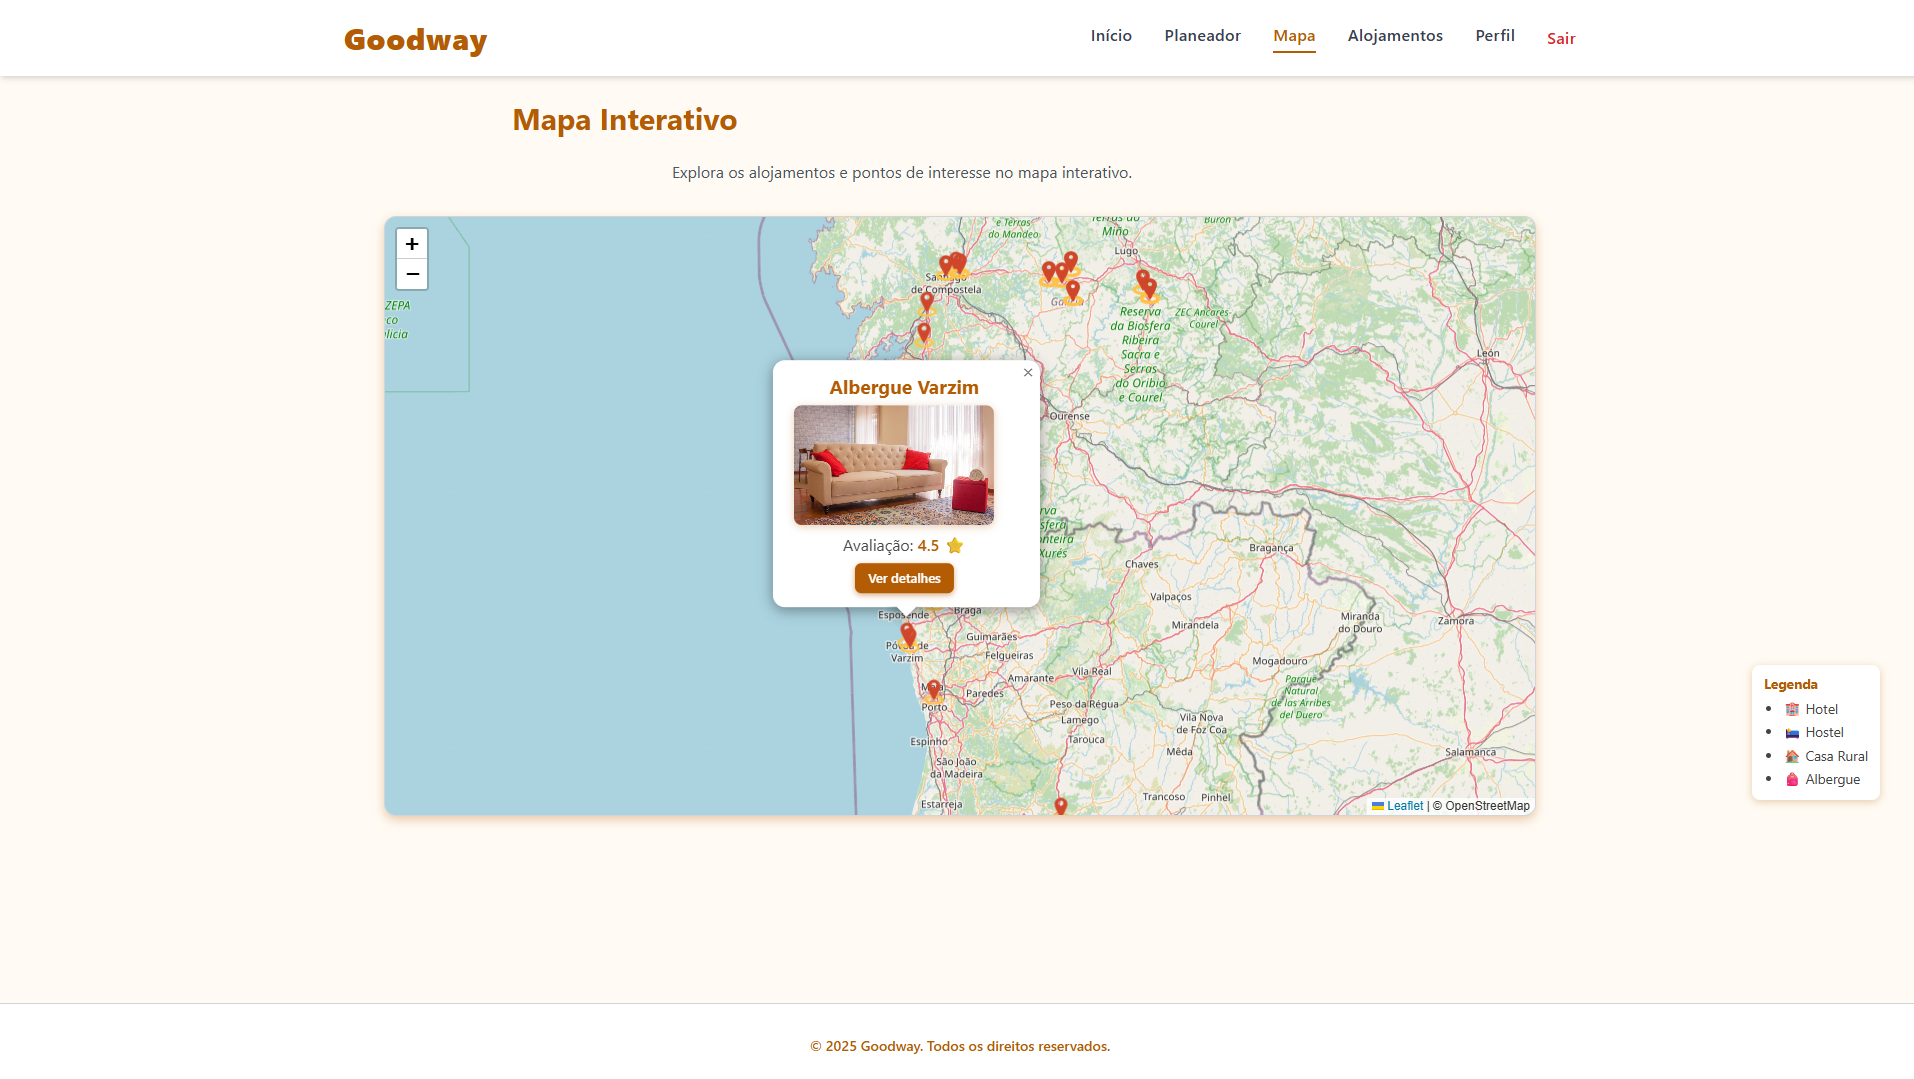 Goodway
Início
Planeador
Mapa
Alojamentos
Perfil
Sair
Mapa Interativo
Explora os alojamentos e pontos de interesse no mapa interativo.
+
−
ZEPA
co
licia
e Terras
do Mandeo
Terras do
Miño
Burón
Lugo
de Compostela
Reserva
da Biosfera
Ribeira
Sacra e
Serras
do Oribio
e Courel
ZEC Ancares-
Courel
León
Ourense
×
Albergue Varzim
Avaliação: 4.5
Ver detalhes
rva
sfera
onteira
Xurés
Bragança
Chaves
Valpaços
Esposende
Braga
Mirandela
Miranda
do Douro
Zamora
Guimarães
Póvoa de
Varzim
Felgueiras
Mogadouro
Vila Real
Amarante
Parque
Natural
de las Arribes
del Duero
Paredes
Porto
Peso da Régua
Lamego
Vila Nova
de Foz Coa
Tarouca
Espinho
Mêda
Salamanca
São João
da Madeira
Trancoso
Pinhel
Estarreja
Leaflet | © OpenStreetMap
Legenda
Hotel
Hostel
Casa Rural
Albergue
© 2025 Goodway. Todos os direitos reservados.